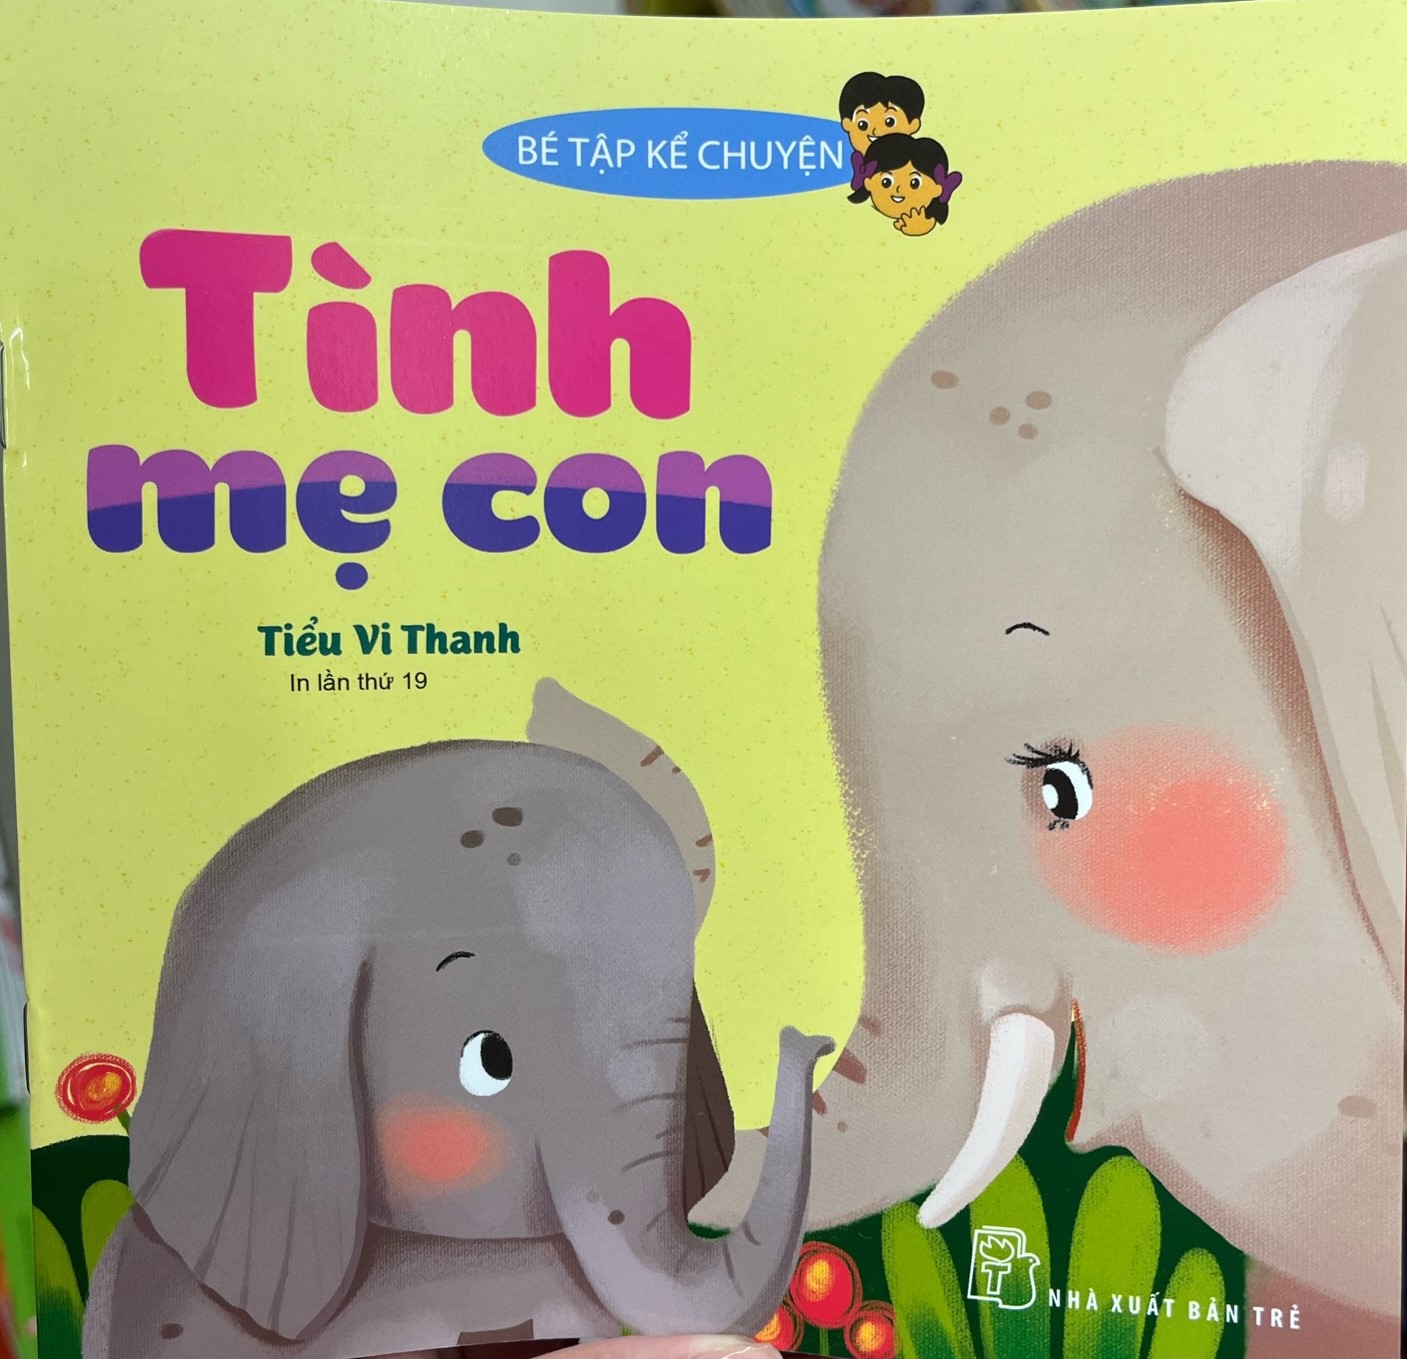 BÉ TẬP KỂ CHUYỆN
Tình
mẹ con
Tiểu Vi Thanh
In lần thứ 19
T
NHÀ XUẤT BẢN TRẺ